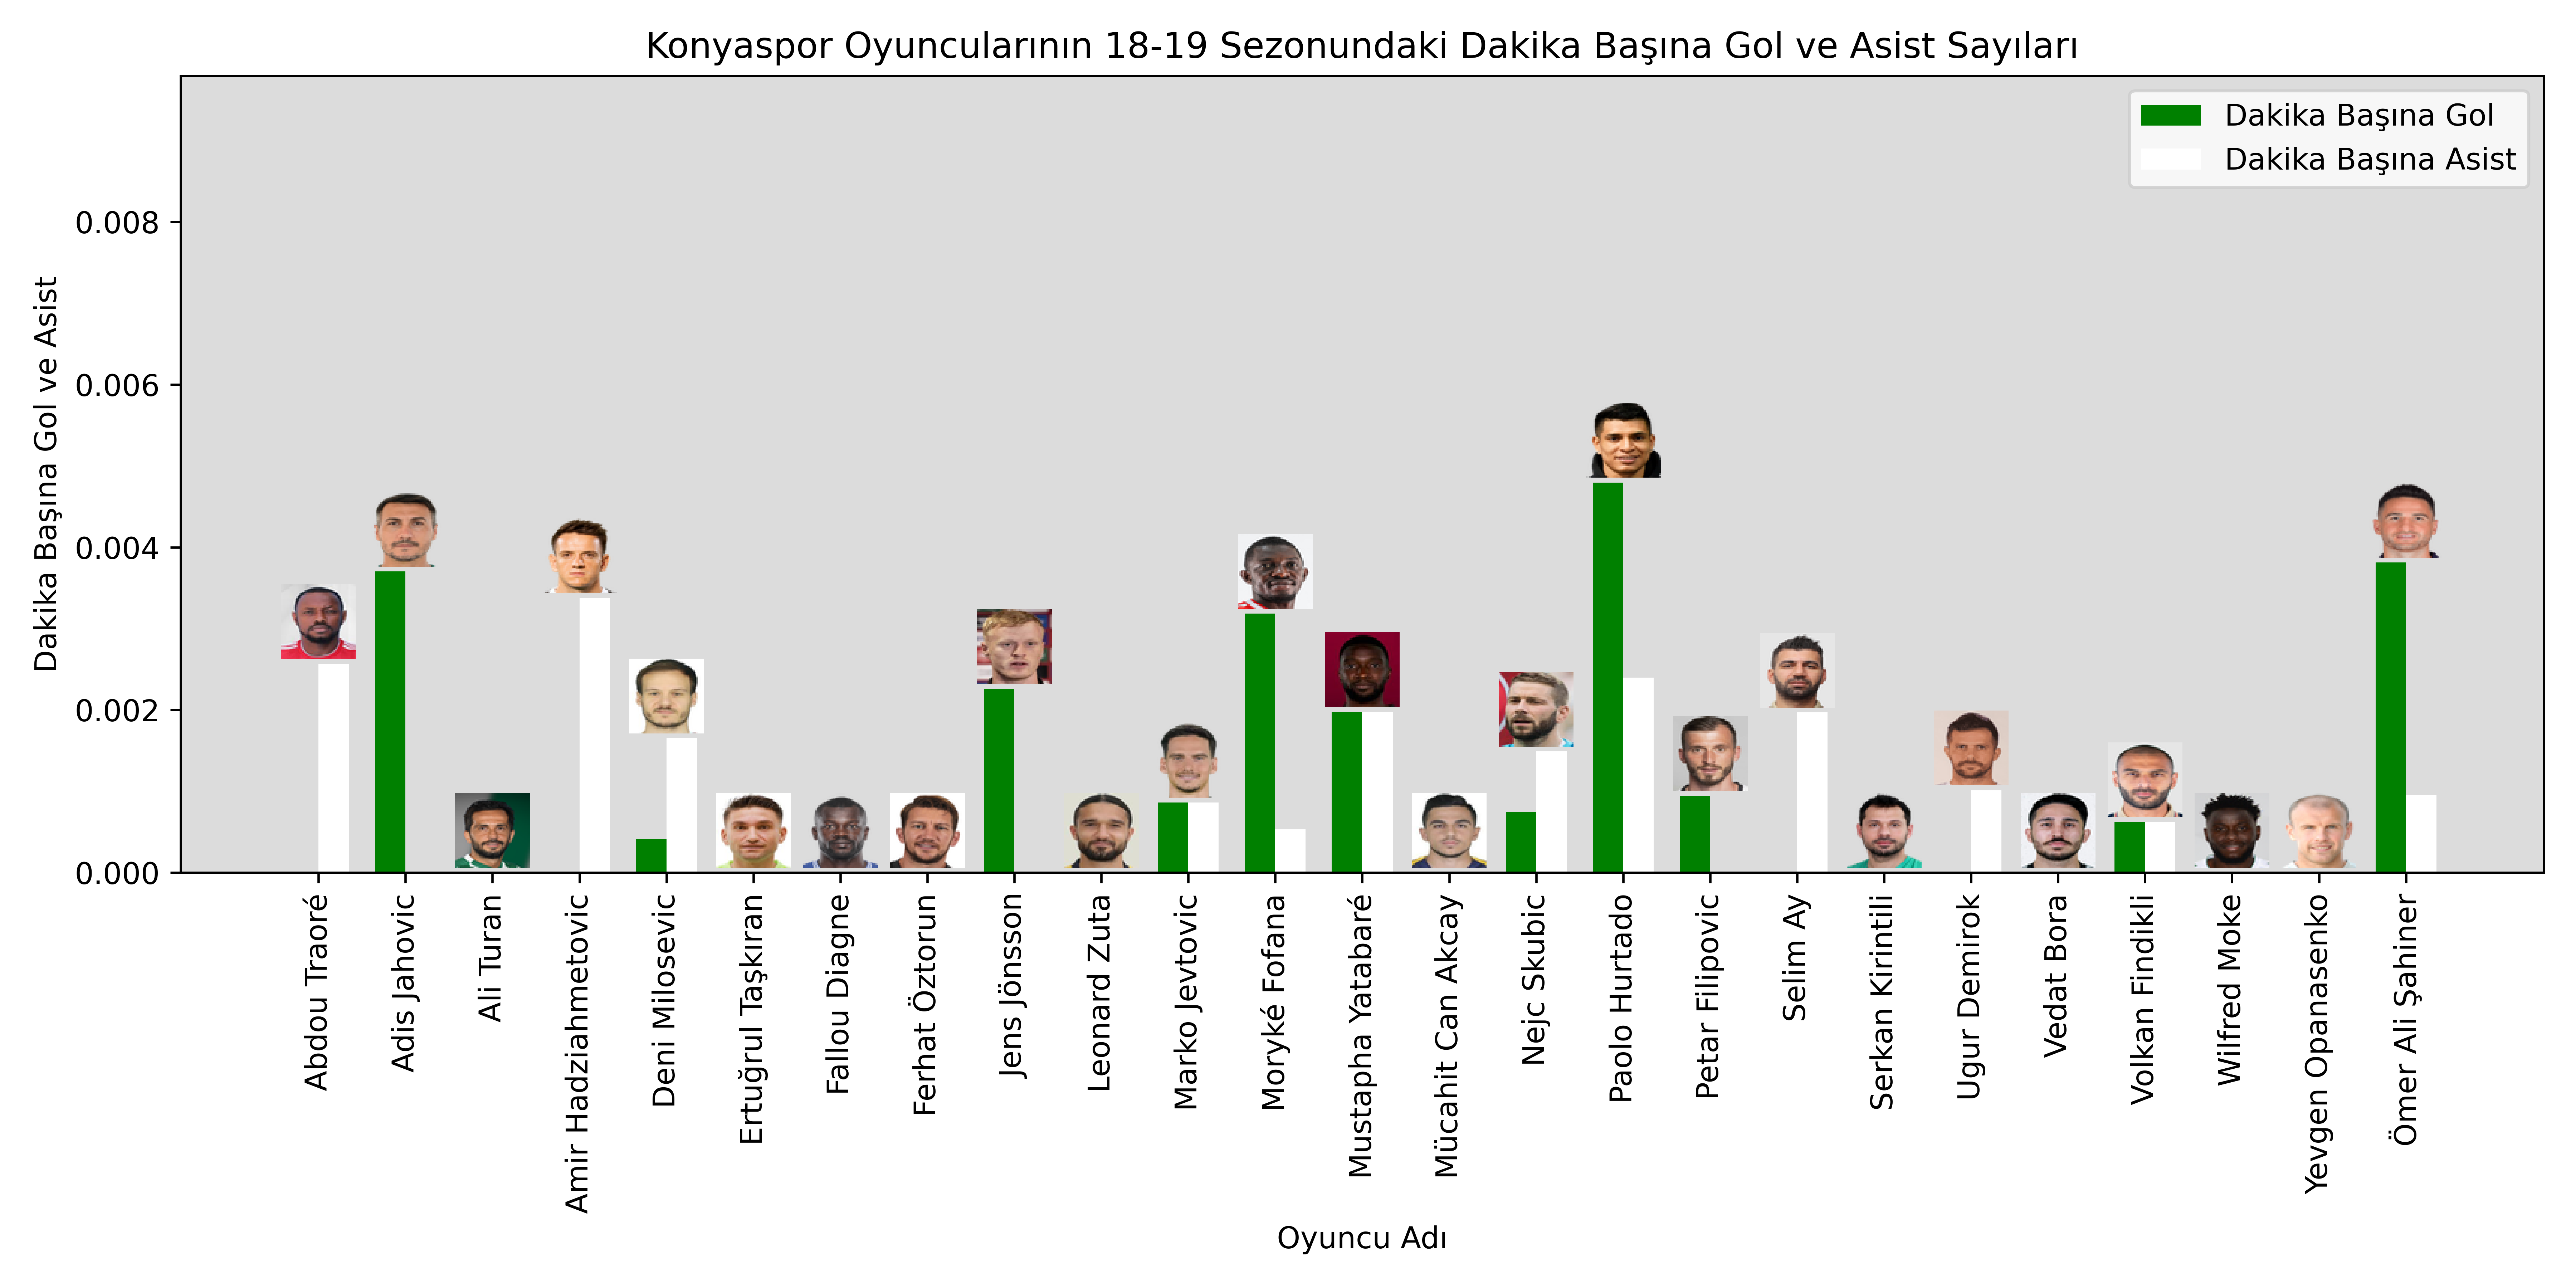 Konyaspor Oyuncularının 18-19 Sezonundaki Dakika Başına Gol ve Asist Sayıları
Dakika Başına Gol
Dakika Başına Asist
Dakika Başına Gol ve Asist
0.008
0.006
0.004
0.002
0.000
Abdou Traoré
Adis Jahovic
Ali Turan
Amir Hadziahmetovic
Deni Milosevic
Ertuğrul Taşkıran
Fallou Diagne
Ferhat Öztorun
Jens Jönsson
Leonard Zuta
Marko Jevtovic
Moryké Fofana
Mustapha Yatabaré
Mücahit Can Akcay
Nejc Skubic
Paolo Hurtado
Petar Filipovic
Selim Ay
Serkan Kirintili
Ugur Demirok
Vedat Bora
Volkan Findikli
Wilfred Moke
Yevgen Opanasenko
Ömer Ali Şahiner
Oyuncu Adı